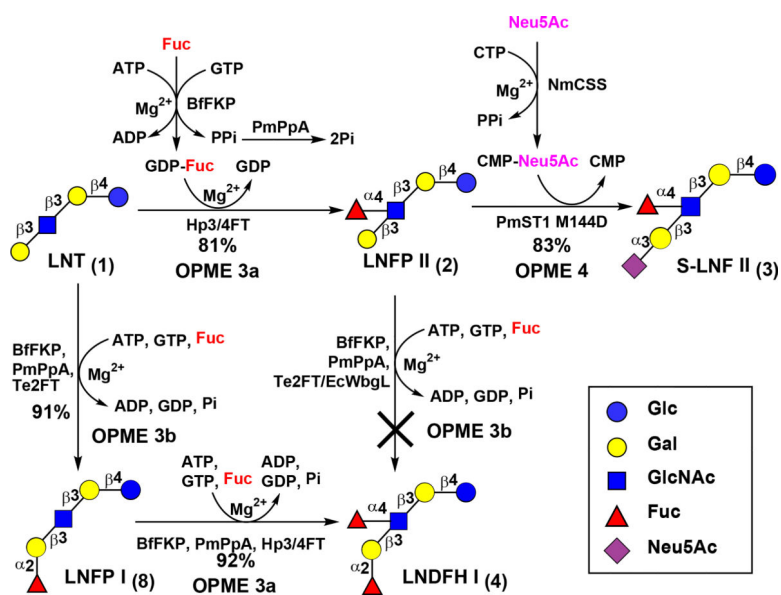 Fuc
ATP GTP
Mg2+ BfFKP
ADP PPi PmPpA 2Pi
GDP-Fuc GDP
Mg2+
Hp3/4FT
81%
OPME 3a
Neu5Ac
CTP
Mg2+ NmCSS
PPi
CMP-Neu5Ac CMP
PmST1 M144D
83%
OPME 4
β4
β3
β3
LNT (1)
β4
β3
α4
β3
LNFP II (2)
β4
β3
α4
β3
α3
S-LNF II (3)
BfFKP,
PmPpA,
Te2FT
91%
ATP, GTP, Fuc
Mg2+
ADP, GDP, Pi
OPME 3b
BfFKP,
PmPpA,
Te2FT/EcWbgL
ATP, GTP, Fuc
Mg2+
ADP, GDP, Pi
OPME 3b
β4
β3
β3
α2
LNFP I (8)
ATP, ADP,
GTP, Fuc GDP, Pi
Mg2+
BfFKP, PmPpA, Hp3/4FT
92%
OPME 3a
β4
β3
α4
β3
α2
LNDFH I (4)
Glc
Gal
GlcNAc
Fuc
Neu5Ac